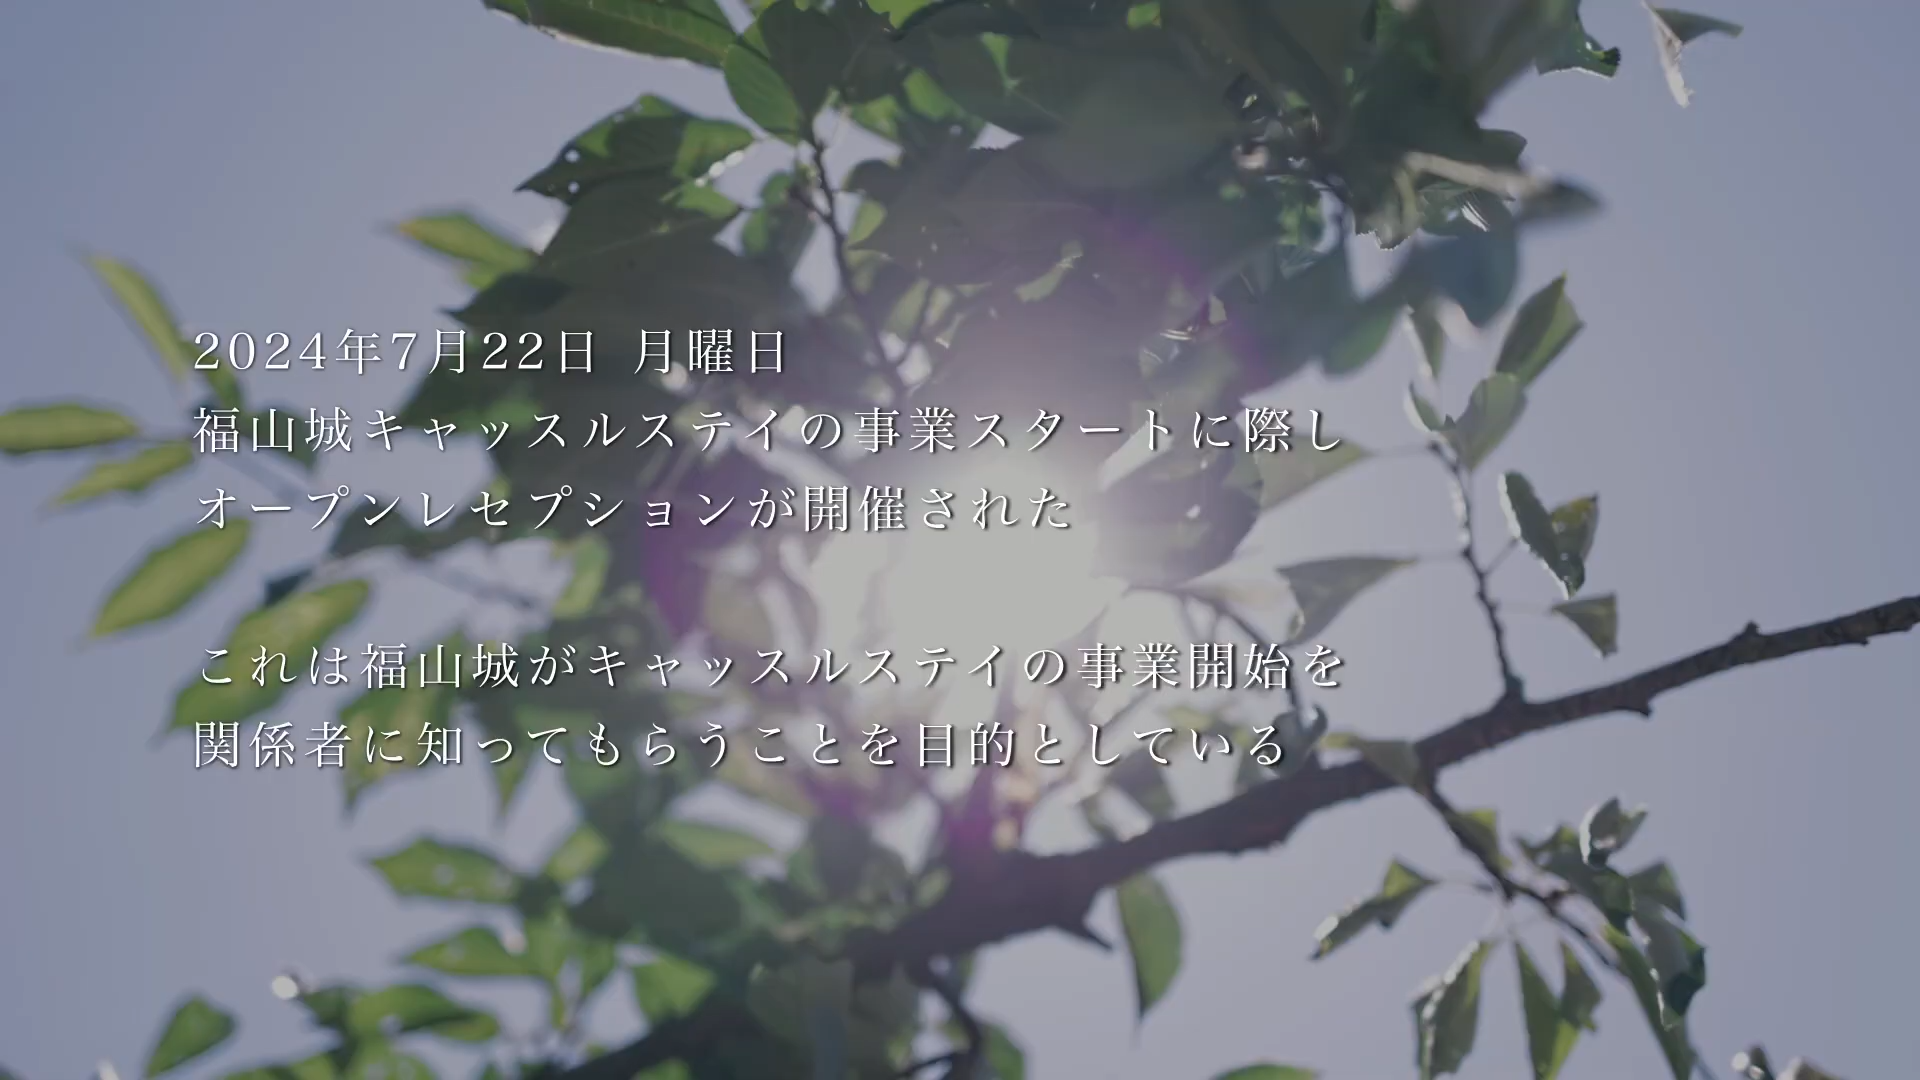 2024年7月22日 月曜日
福山城キャッスルステイの事業スタートに際し
オープンレセプションが開催された
これは福山城がキャッスルステイの事業開始を
関係者に知ってもらうことを目的としている